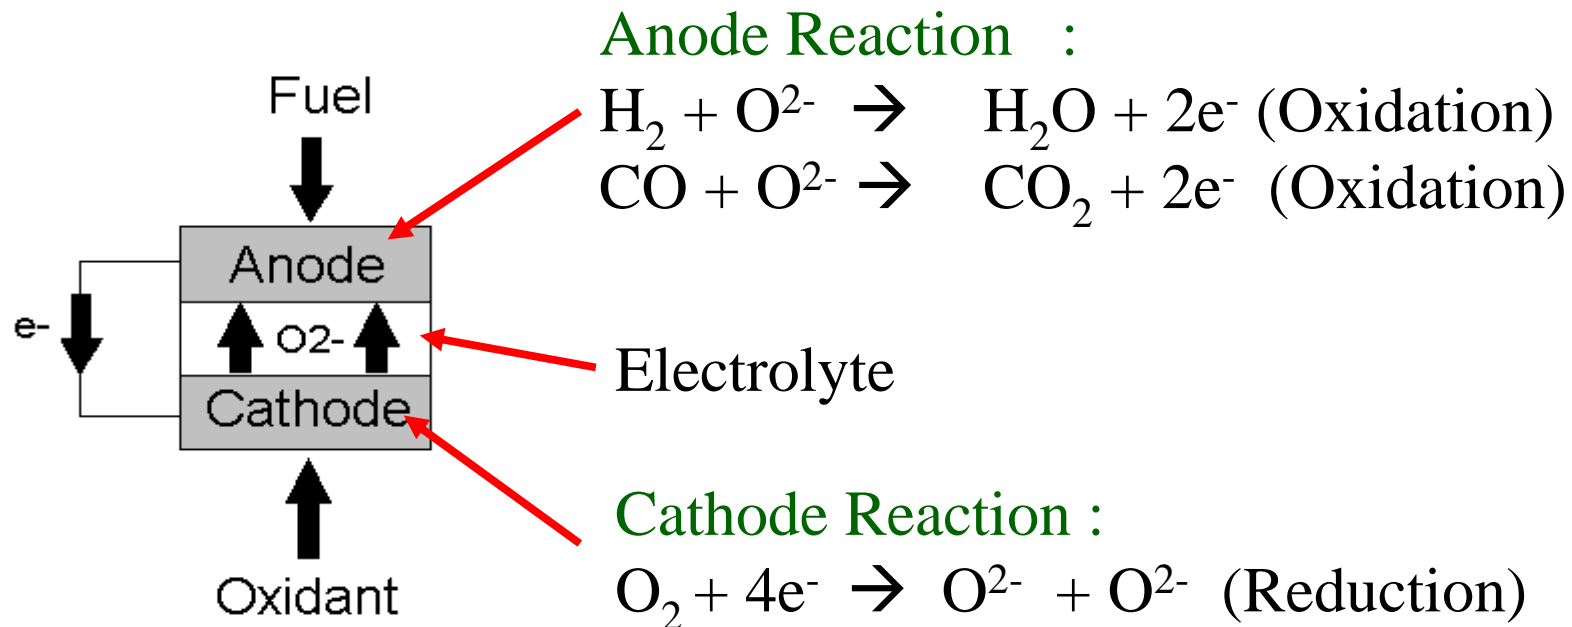 Anode Reaction :
Fuel
H₂ + O²⁻ → H₂O + 2e⁻ (Oxidation)
CO + O²⁻ → CO₂ + 2e⁻ (Oxidation)
Anode
e-
O2-
Electrolyte
Cathode
Cathode Reaction :
Oxidant
O₂ + 4e⁻ → O²⁻ + O²⁻ (Reduction)